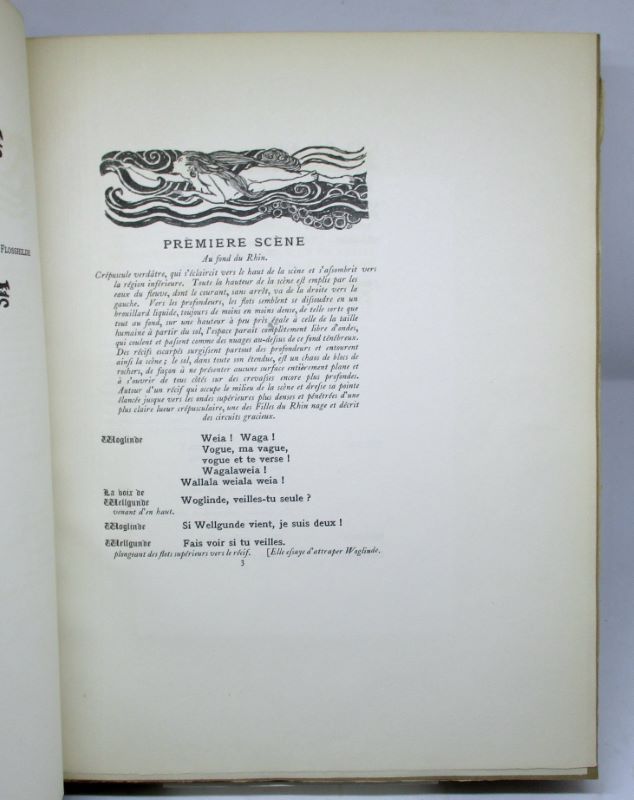 FLOSSHILDE
PREMIERE SCÈNE
Au fond du Rhin.
Crépuscule verdâtre, qui s'éclaircit vers le haut de la scène et s'assombrit vers
la région inférieure. Toute la hauteur de la scène est emplie par les
eaux du fleuve, dont le courant, sans arrêt, va de la droite vers la
gauche. Vers les profondeurs, les flots semblent se dissoudre en un
brouillard liquide, toujours de moins en moins dense, de telle sorte que
tout au fond, sur une hauteur à peu près égale à celle de la taille
humaine à partir du sol, l'espace paraît complètement libre d'ondes,
qui coulent et passent comme des nuages au-dessus de ce fond ténébreux.
Des récifs escarpés surgissent partout des profondeurs et entourent
ainsi la scène ; le sol, dans toute son étendue, est un chaos de blocs de
rochers, de façon à ne présenter aucune surface entièrement plane et
à s'ouvrir de tous côtés sur des crevasses encore plus profondes.
Autour d'un récif qui occupe le milieu de la scène et dresse sa pointe
élancée jusque vers les ondes supérieures plus denses et pénétrées d'une
plus claire lueur crépusculaire, une des Filles du Rhin nage et décrit
des circuits gracieux.
Woglinde Weia ! Waga !
Vogue, ma vague,
vogue et te verse !
Wagalaweia !
Wallala weiala weia !
La voix de
Wellgunde Woglinde, veilles-tu seule ?
venant d'en haut.
Woglinde Si Wellgunde vient, je suis deux !
Wellgunde Fais voir si tu veilles.
plongeant des flots supérieurs vers le récif. [Elle essaye d'attraper Woglinde.
3